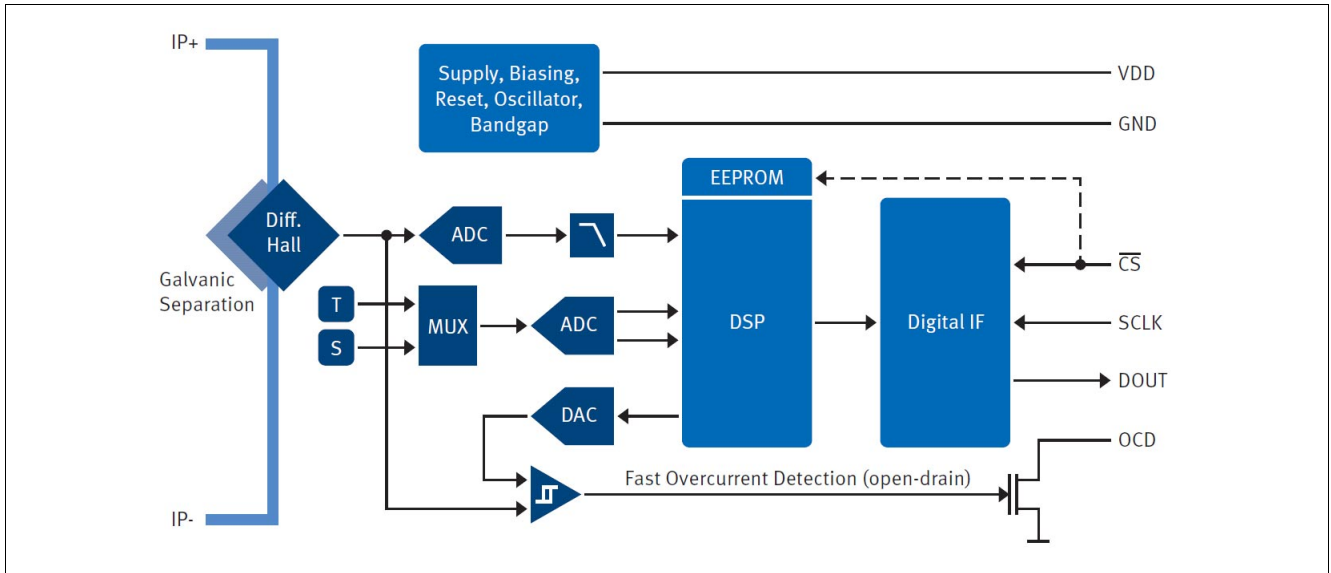 IP+
Supply, Biasing,
Reset, Oscillator,
Bandgap
VDD
GND
EEPROM
Diff.
Hall
ADC
Galvanic
Separation
C̅S̅
T
MUX
ADC
DSP
Digital IF
SCLK
S
DOUT
DAC
OCD
Fast Overcurrent Detection (open-drain)
IP-